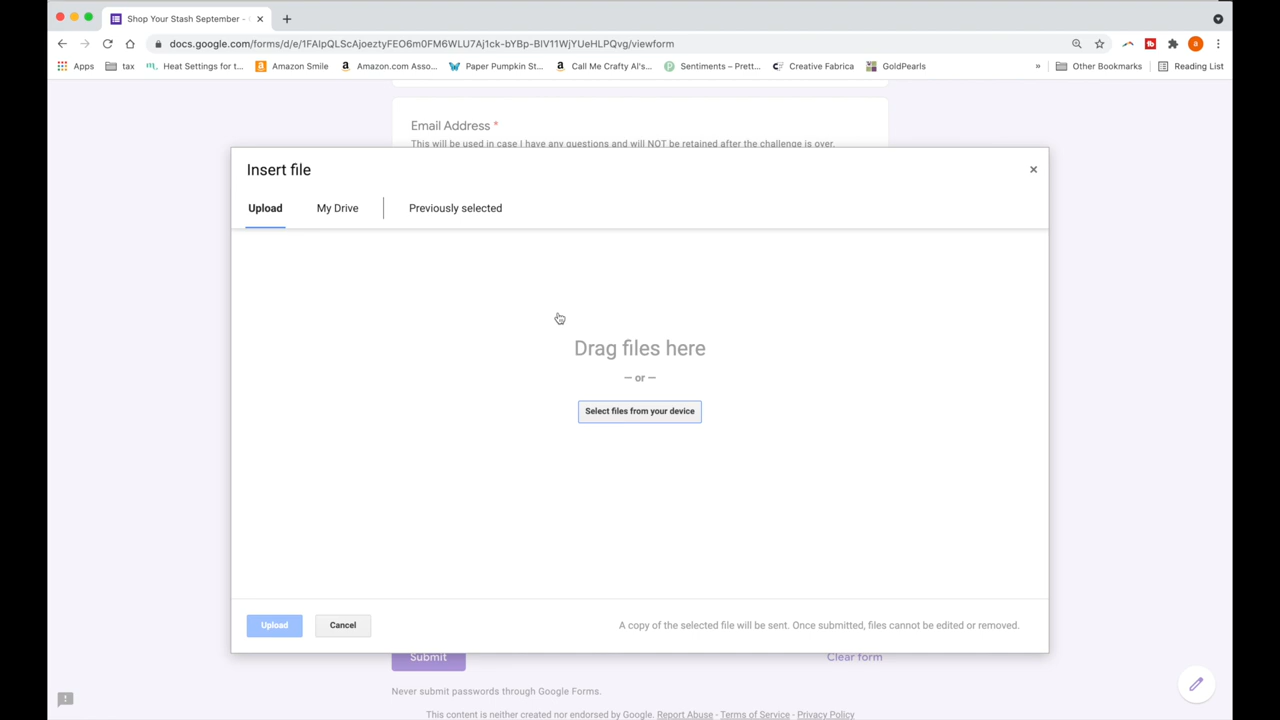 Shop Your Stash September -
docs.google.com/forms/d/e/1FAIpQLScAjoeztyFEO6m0FM6WLU7Aj1ck-bYBp-BIV11WjYUeHLPQvg/viewform
Apps tax Heat Settings for t... Amazon Smile Amazon.com Asso... Paper Pumpkin St... Call Me Crafty Al's... Sentiments – Prett... Creative Fabrica GoldPearls » Other Bookmarks Reading List
Email Address *
This will be used in case I have any questions and will NOT be retained after the challenge is over.
Insert file
Upload My Drive Previously selected
Drag files here
— or —
Select files from your device
Upload Cancel A copy of the selected file will be sent. Once submitted, files cannot be edited or removed.
Submit Clear form
Never submit passwords through Google Forms.
This content is neither created nor endorsed by Google. Report Abuse - Terms of Service - Privacy Policy